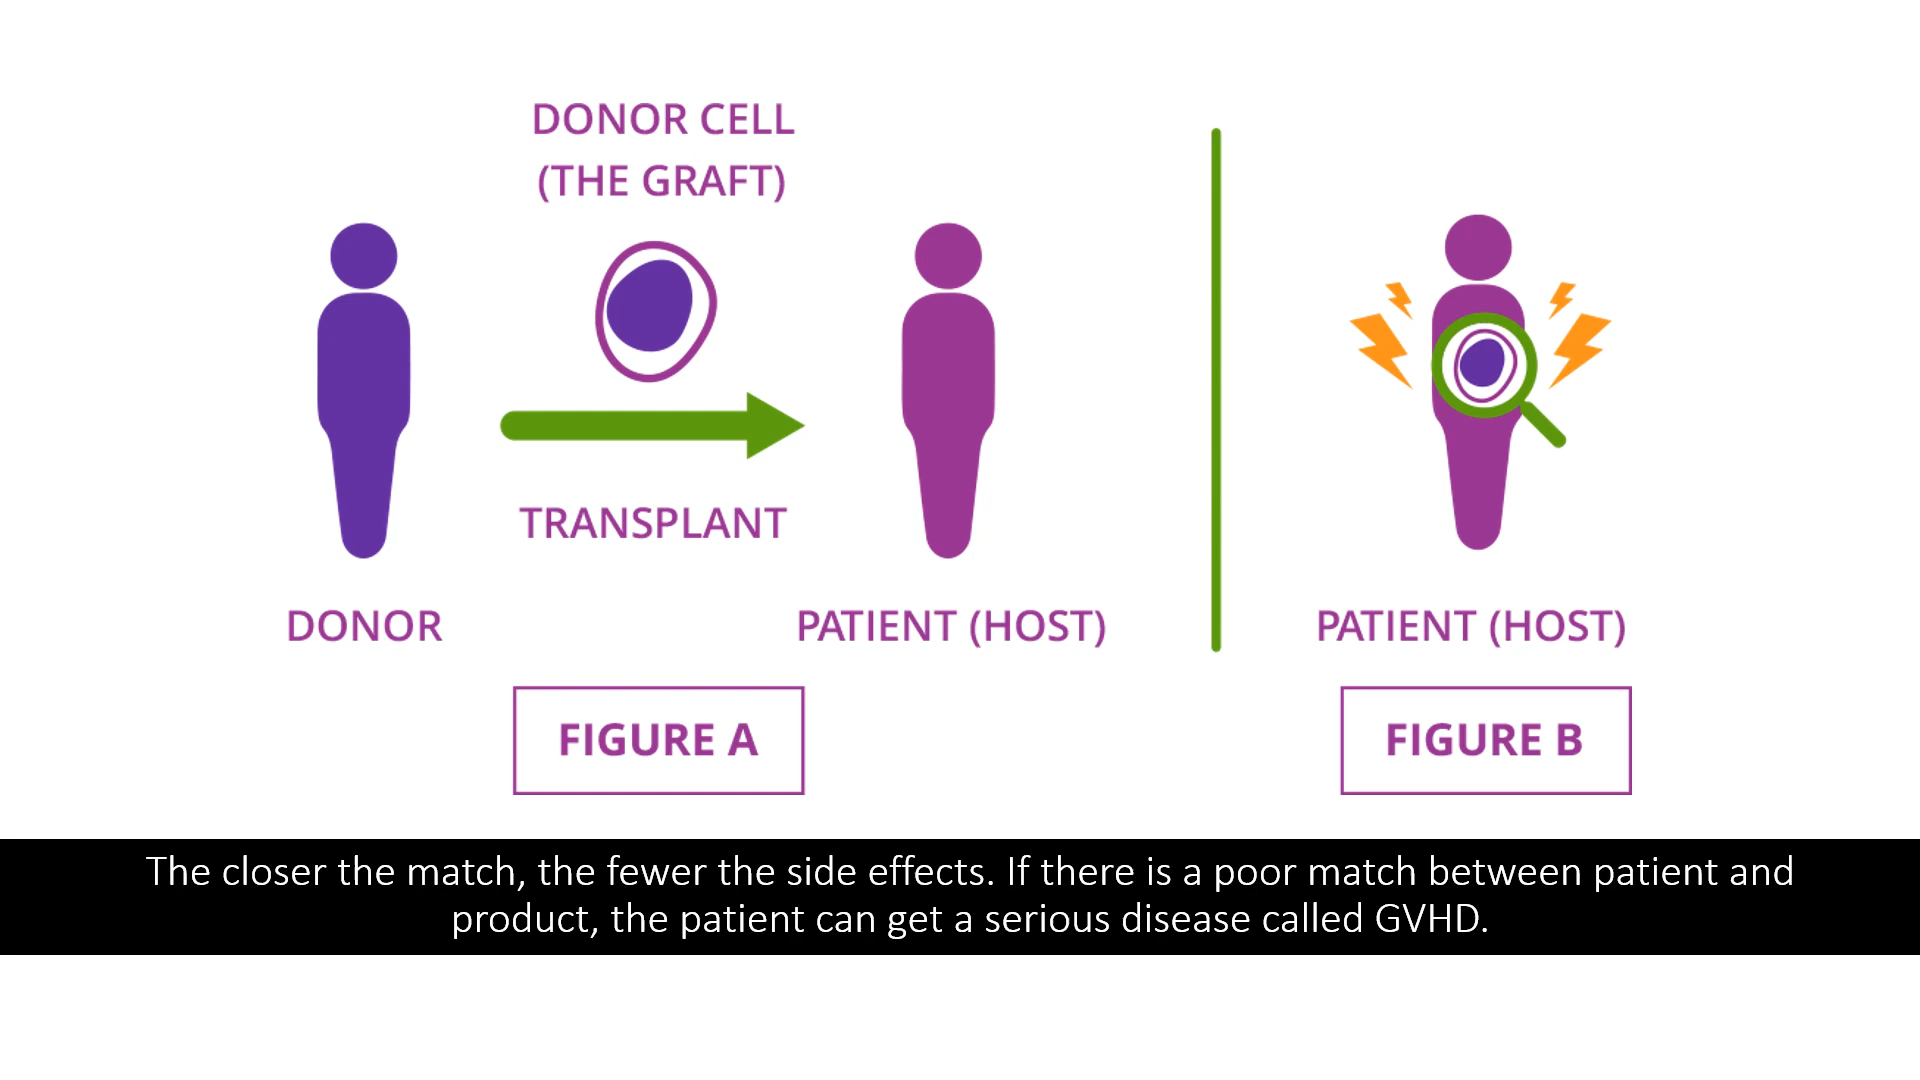 DONOR CELL
(THE GRAFT)
TRANSPLANT
DONOR
PATIENT (HOST)
FIGURE A
PATIENT (HOST)
FIGURE B
The closer the match, the fewer the side effects. If there is a poor match between patient and
product, the patient can get a serious disease called GVHD.